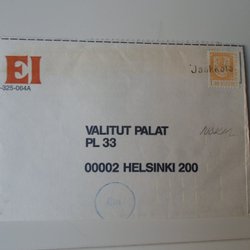 EI
-325-064A
VALITUT PALAT
PL 33
00002 HELSINKI 200